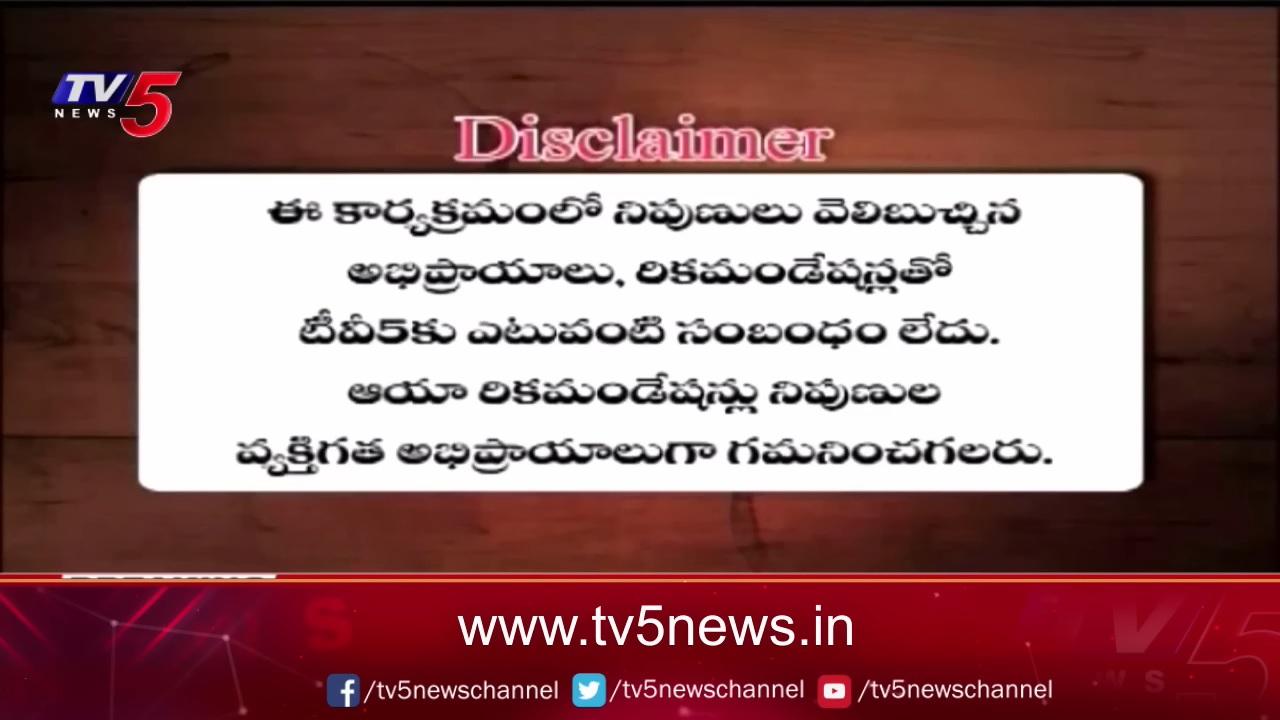 TV5
NEWS
Disclaimer
ఈ కార్యక్రమంలో నిపుణులు వెలిబుచ్చిన
అభిప్రాయాలు, రికమండేషన్లతో
టీవీ5కు ఎటువంటి సంబంధం లేదు.
ఆయా రికమండేషన్లు నిపుణుల
వ్యక్తిగత అభిప్రాయాలుగా గమనించగలరు.
www.tv5news.in
/tv5newschannel /tv5newschannel /tv5newschannel